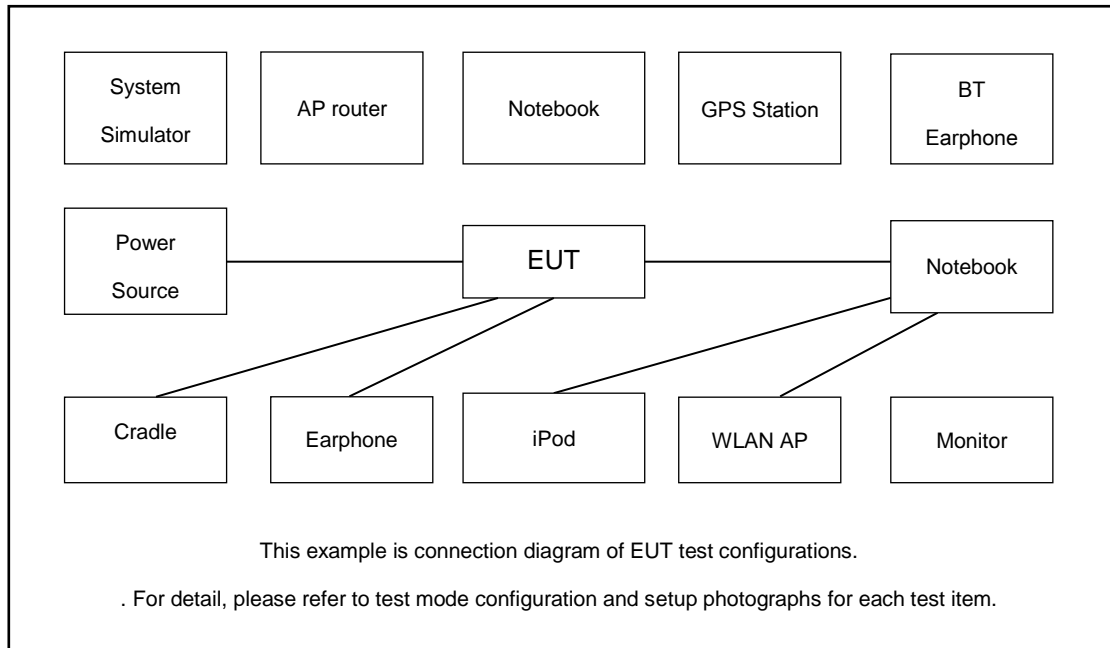 System
Simulator
AP router
Notebook
GPS Station
BT
Earphone
Power
Source
EUT
Notebook
Cradle
Earphone
iPod
WLAN AP
Monitor
This example is connection diagram of EUT test configurations.
. For detail, please refer to test mode configuration and setup photographs for each test item.